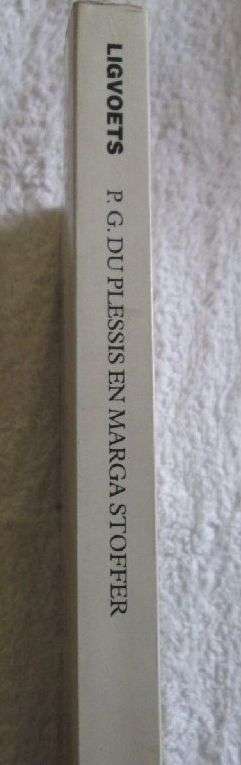 LIGVOETS P. G. DU PLESSIS EN MARGA STOFFER